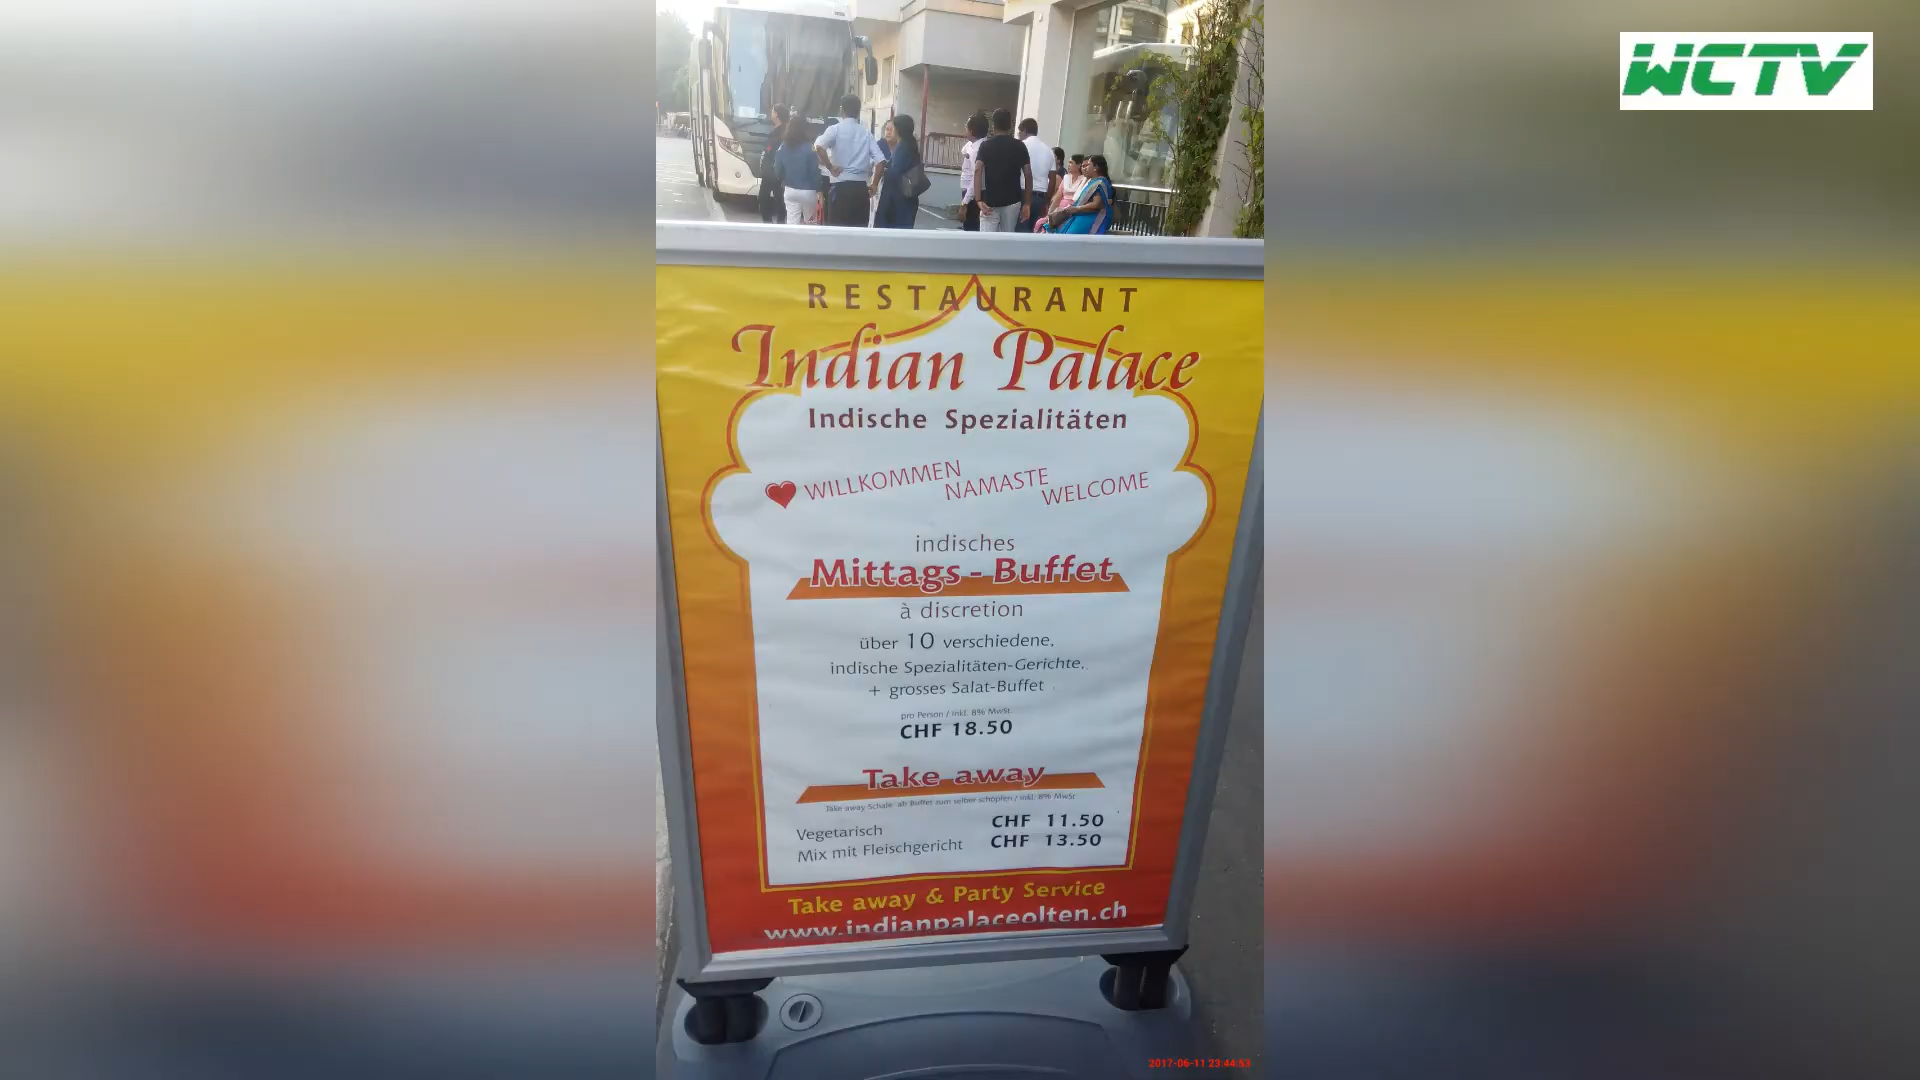 WCTV
RESTAURANT
Indian Palace
Indische Spezialitäten
WILLKOMMEN
NAMASTE
WELCOME
indisches
Mittags - Buffet
à discretion
über 10 verschiedene,
indische Spezialitäten-Gerichte,
+ grosses Salat-Buffet
pro Person / inkl. 8% MwSt.
CHF 18.50
Take away
Take away Schale ab Buffet zum selber schöpfen / inkl. 8% MwSt
Vegetarisch CHF 11.50
Mix mit Fleischgericht CHF 13.50
Take away & Party Service
www.indianpalaceolten.ch
2017-06-11 23:44:53